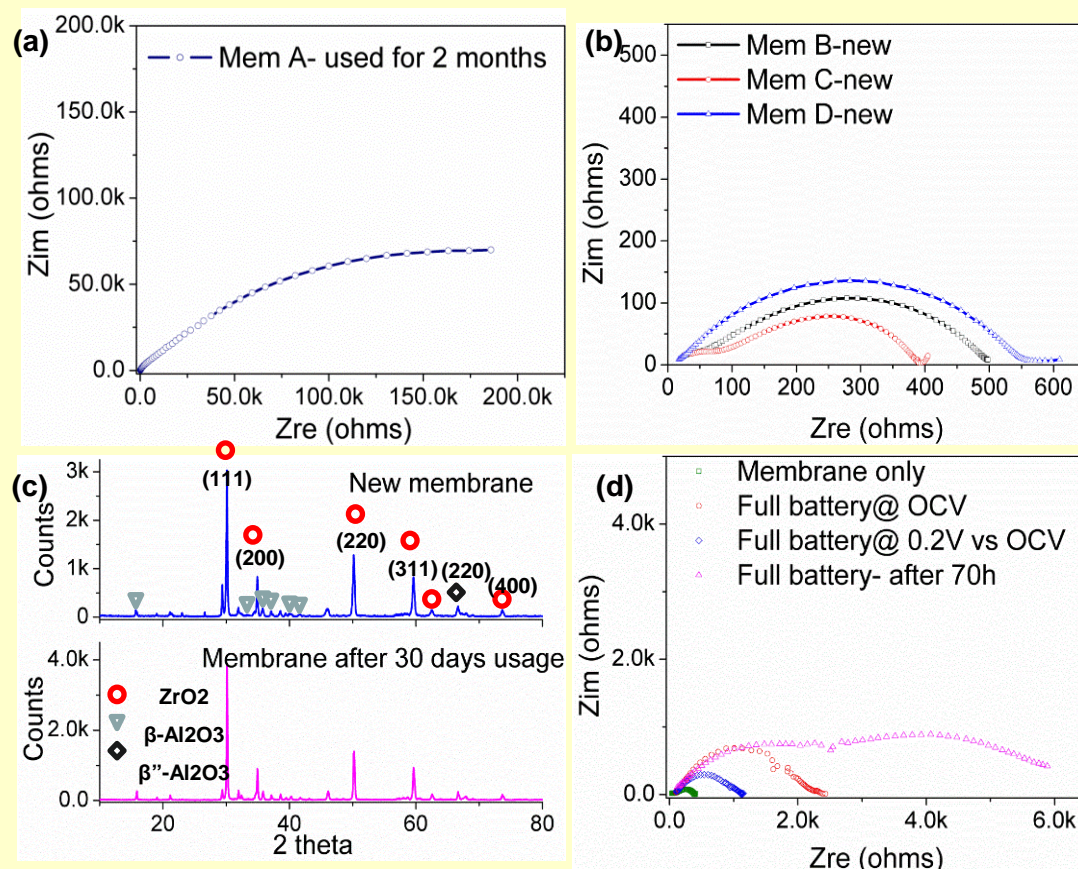 (a)
200.0k
150.0k
100.0k
50.0k
0.0
Zim (ohms)
Mem A- used for 2 months
0.0
50.0k
100.0k
150.0k
200.0k
Zre (ohms)
(b)
500
400
300
200
100
0
Zim (ohms)
Mem B-new
Mem C-new
Mem D-new
0
100
200
300
400
500
600
Zre (ohms)
(c)
3k
2k
1k
0
Counts
New membrane
(111)
(200)
(220)
(311)
(220)
(400)
Membrane after 30 days usage
4.0k
2.0k
0.0
Counts
ZrO2
β-Al2O3
β”-Al2O3
20
40
60
80
2 theta
(d)
4.0k
2.0k
0.0
Zim (ohms)
Membrane only
Full battery@ OCV
Full battery@ 0.2V vs OCV
Full battery- after 70h
0.0
2.0k
4.0k
6.0k
Zre (ohms)